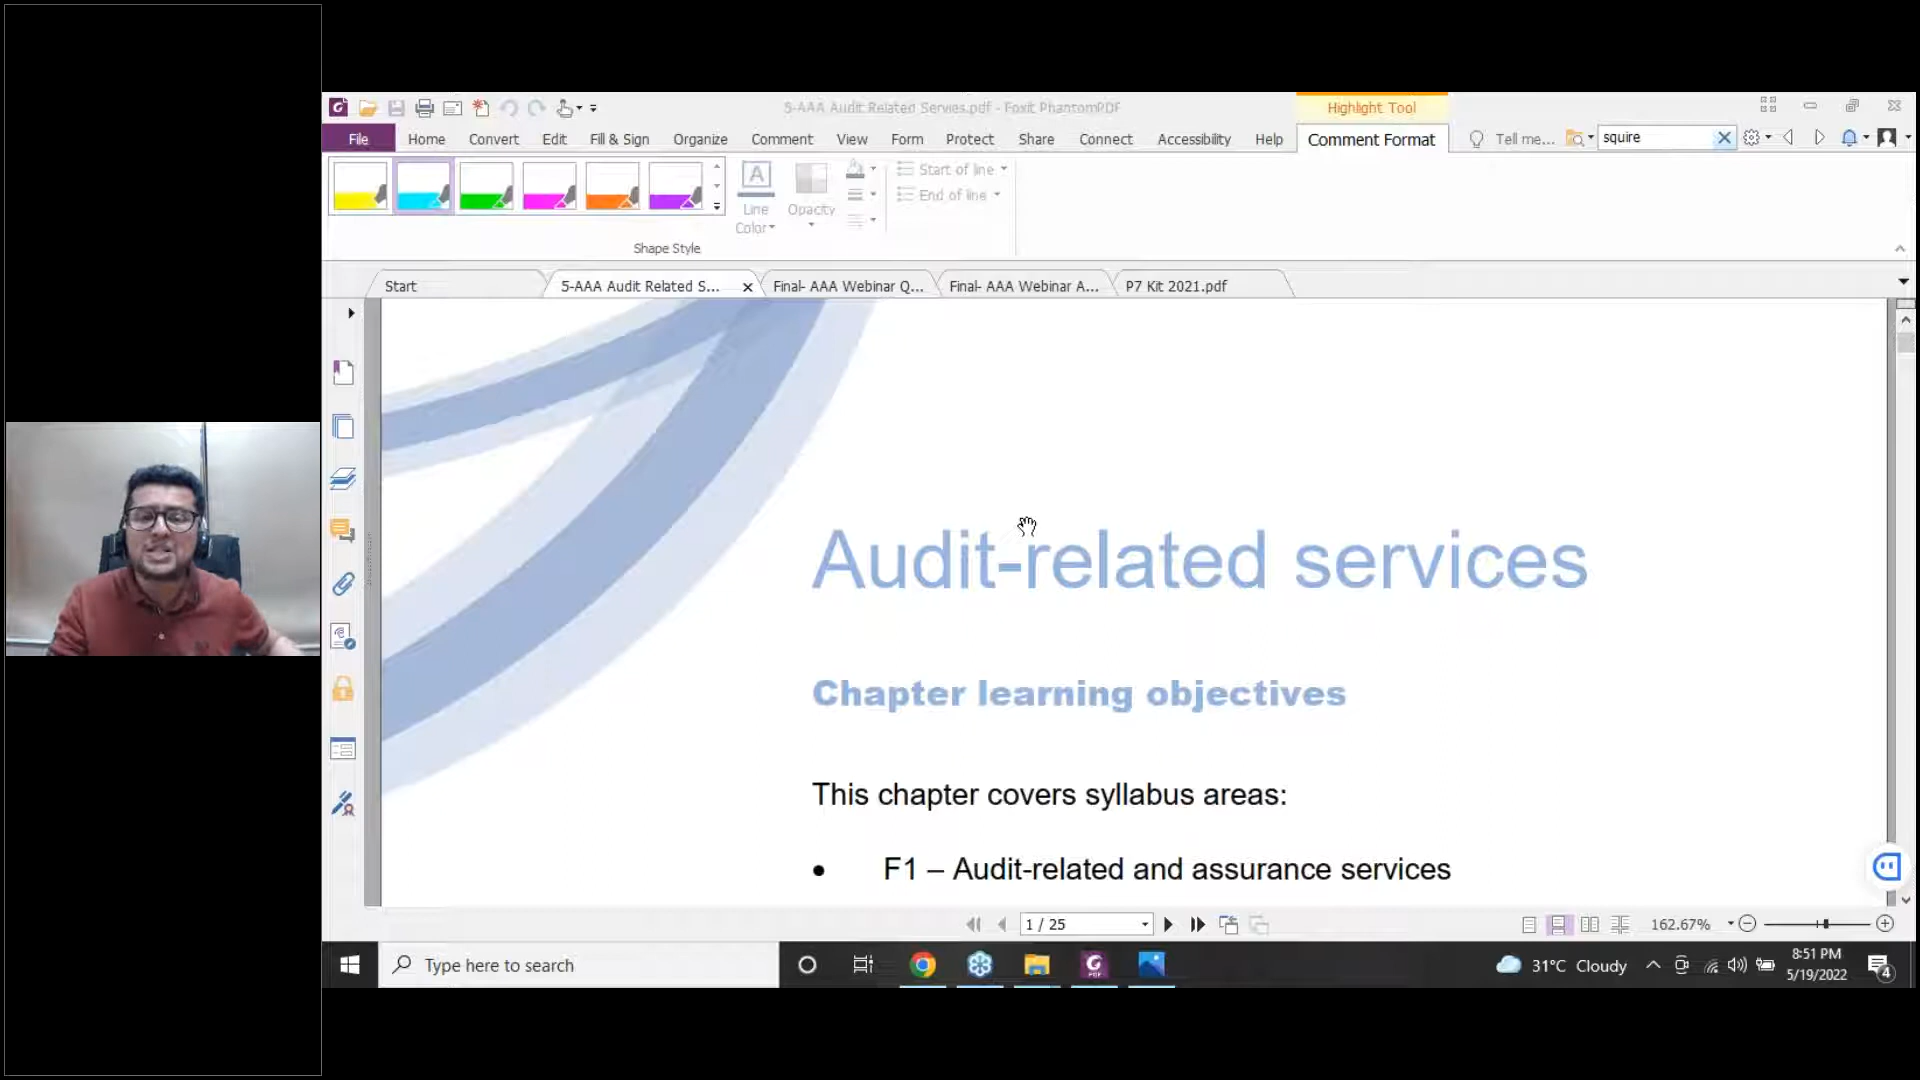 5-AAA Audit Related Servies.pdf - Foxit PhantomPDF
Highlight Tool
File Home Convert Edit Fill & Sign Organize Comment View Form Protect Share Connect Accessibility Help Comment Format Tell me... squire
Line Color
Opacity
Start of line
End of line
Shape Style
Start
5-AAA Audit Related S...
Final- AAA Webinar Q...
Final- AAA Webinar A...
P7 Kit 2021.pdf
Audit-related services
Chapter learning objectives
This chapter covers syllabus areas:
• F1 – Audit-related and assurance services
1 / 25
162.67%
Type here to search
31°C Cloudy
8:51 PM
5/19/2022
4